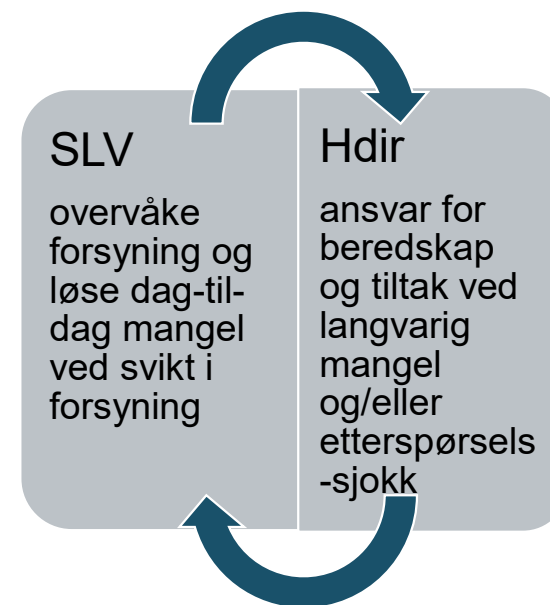 SLV
overvåke
forsyning og
løse dag-til-
dag mangel
ved svikt i
forsyning
Hdir
ansvar for
beredskap
og tiltak ved
langvarig
mangel
og/eller
etterspørsels
-sjokk